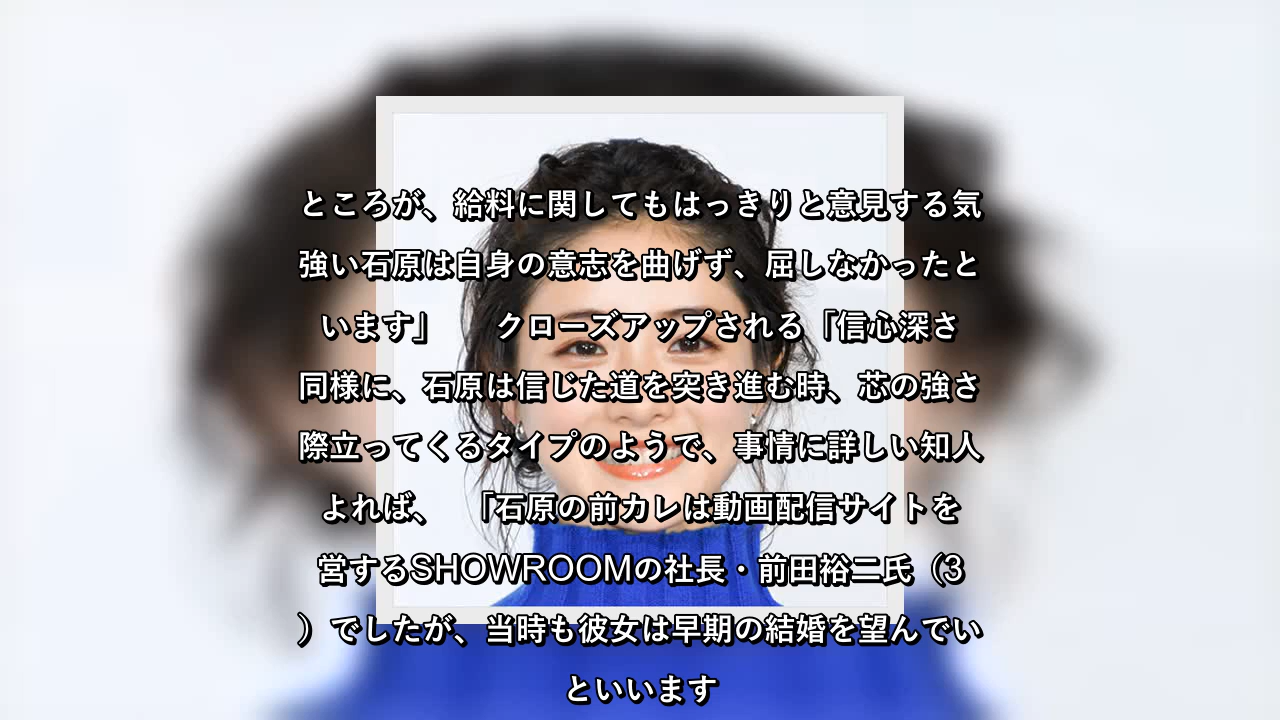 ところが、給料に関してもはっきりと意見する気
強い石原は自身の意志を曲げず、屈しなかったと
います」　　クローズアップされる「信心深さ
同様に、石原は信じた道を突き進む時、芯の強さ
際立ってくるタイプのようで、事情に詳しい知人
よれば、　「石原の前カレは動画配信サイトを
営するSHOWROOMの社長・前田裕二氏（3
）でしたが、当時も彼女は早期の結婚を望んでい
といいます